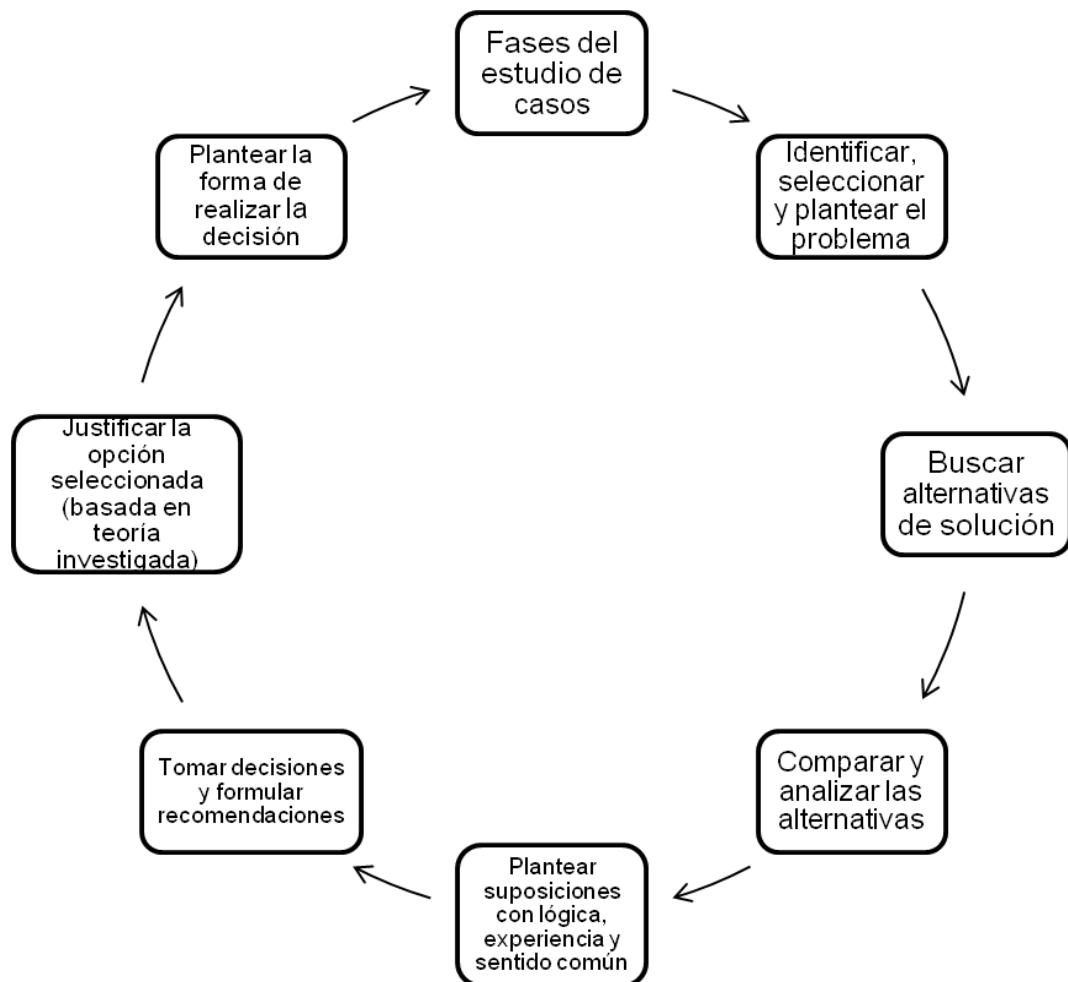 Fases del
estudio de
casos
Identificar,
seleccionar
y plantear el
problema
Buscar
alternativas
de solución
Comparar y
analizar las
alternativas
Plantear
suposiciones
con lógica,
experiencia y
sentido común
Tomar decisiones
y formular
recomendaciones
Justificar la
opción
seleccionada
(basada en
teoría
investigada)
Plantear la
forma de
realizar la
decisión